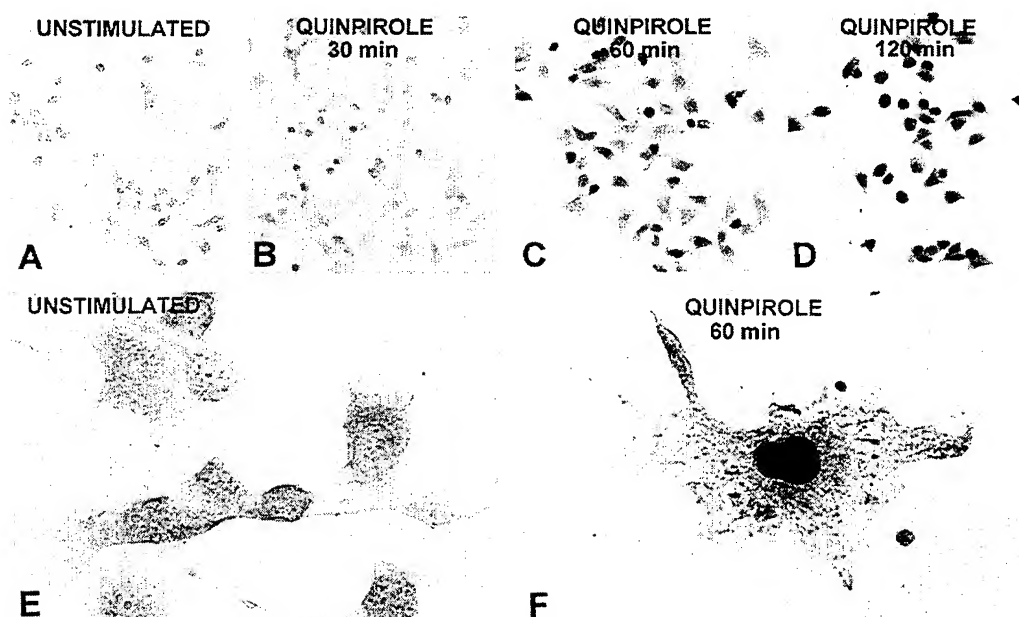 UNSTIMULATED
A
QUINPIROLE
30 min
B
QUINPIROLE
60 min
C
QUINPIROLE
120 min
D
UNSTIMULATED
E
QUINPIROLE
60 min
F